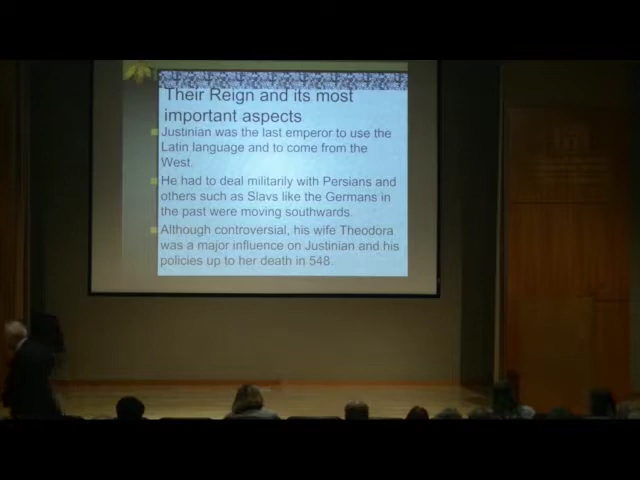 Their Reign and its most
important aspects
Justinian was the last emperor to use the
Latin language and to come from the
West.
He had to deal militarily with Persians and
others such as Slavs like the Germans in
the past were moving southwards.
Although controversial, his wife Theodora
was a major influence on Justinian and his
policies up to her death in 548.